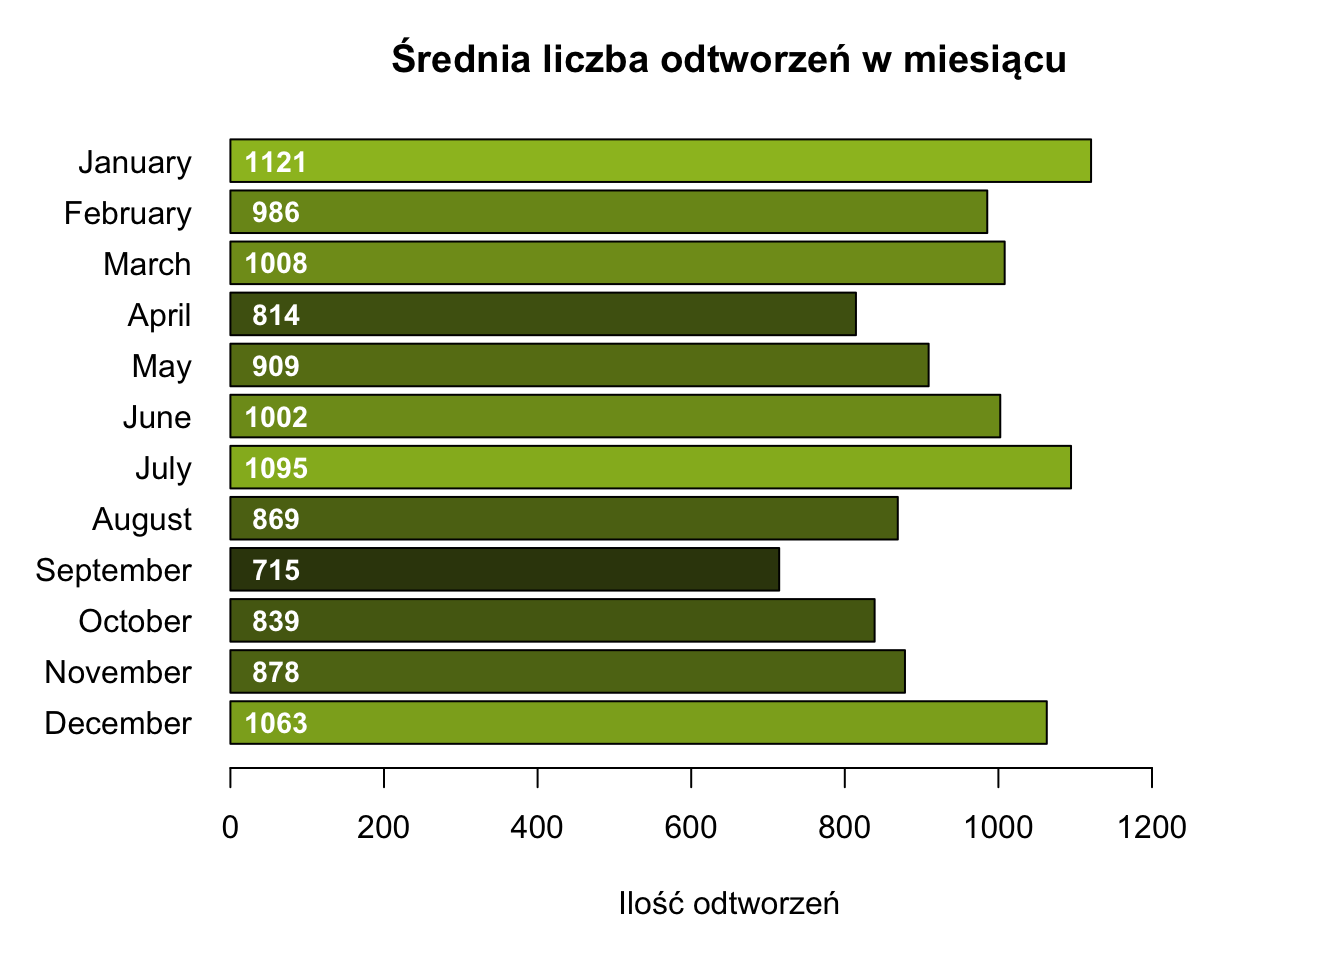 Średnia liczba odtworzeń w miesiącu
January 1121
February 986
March 1008
April 814
May 909
June 1002
July 1095
August 869
September 715
October 839
November 878
December 1063
0 200 400 600 800 1000 1200
Ilość odtworzeń